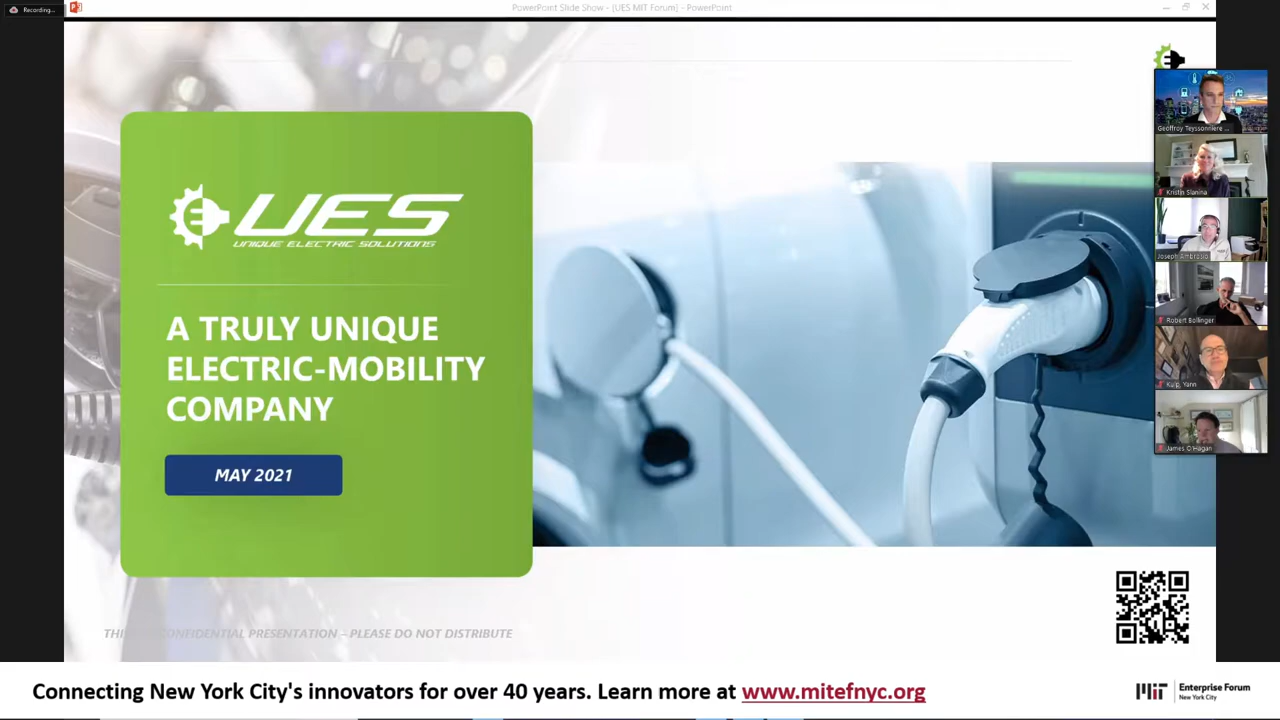 Recording...
PowerPoint Slide Show - [UES MIT Forum] - PowerPoint
UES
UNIQUE ELECTRIC SOLUTIONS
A TRULY UNIQUE
ELECTRIC-MOBILITY
COMPANY
MAY 2021
CONFIDENTIAL PRESENTATION – PLEASE DO NOT DISTRIBUTE
Geoffroy Teyssonniere ...
Kristin Slanina
Joseph Ambrosio
Robert Bollinger
Kulp, Yann
James O'Hagan
Connecting New York City's innovators for over 40 years. Learn more at www.mitefnyc.org
MIT Enterprise Forum
New York City